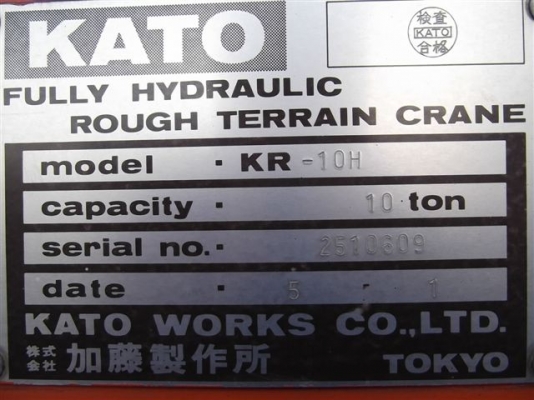 KATO
検査
KATO
合格
FULLY HYDRAULIC
ROUGH TERRAIN CRANE
model · KR-10H
capacity · 10 ton
serial no. · 2510609
date · 5 · 1
KATO WORKS CO.,LTD.
株式会社 加藤製作所 TOKYO